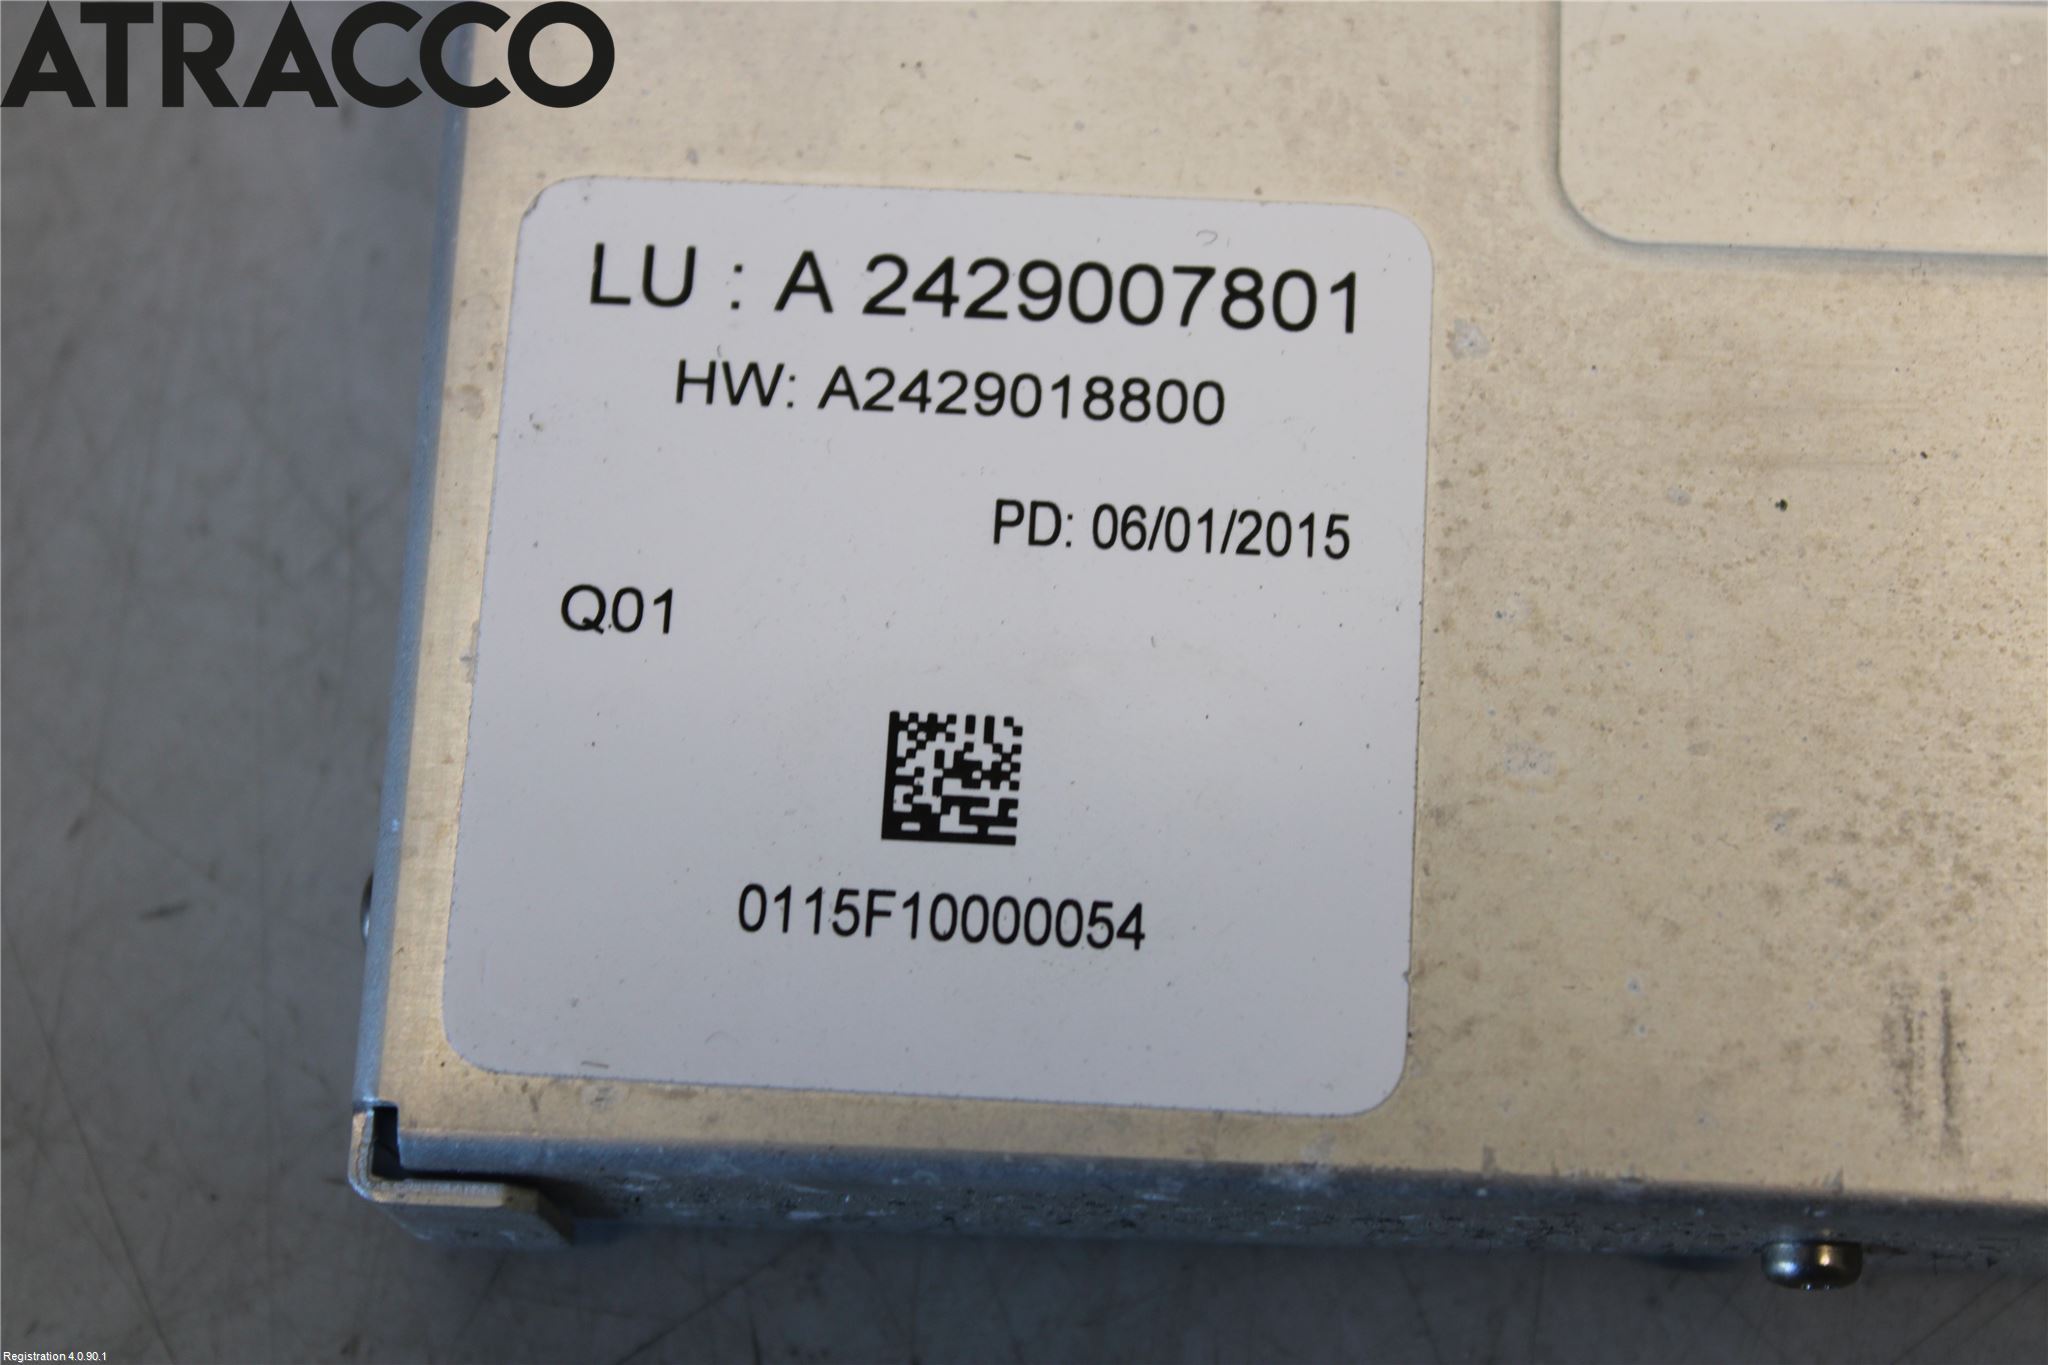 ATRACCO
LU : A 2429007801
HW: A2429018800
PD: 06/01/2015
Q01
0115F10000054
Registration 4.0.90.1